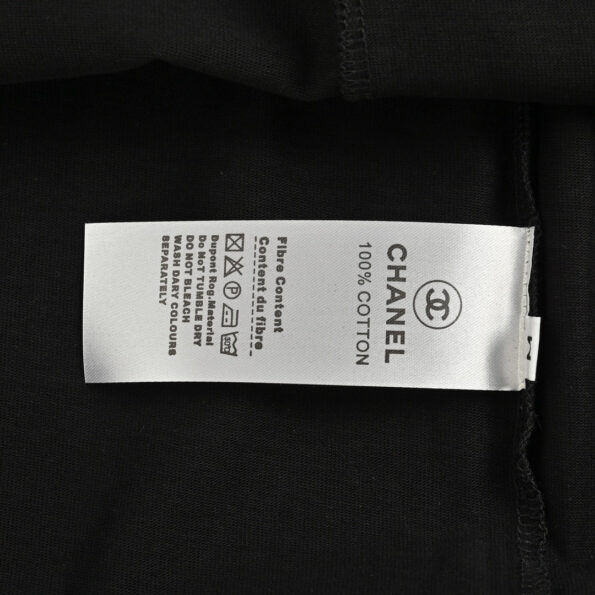 CHANEL
100% COTTON
Fibre Content
Content du fibre
P
Dupont Rog.Material
Do NoT TUMBLE DRY
DO NOT BLEACH
WASH DARY COLOURS
SEPARATELY